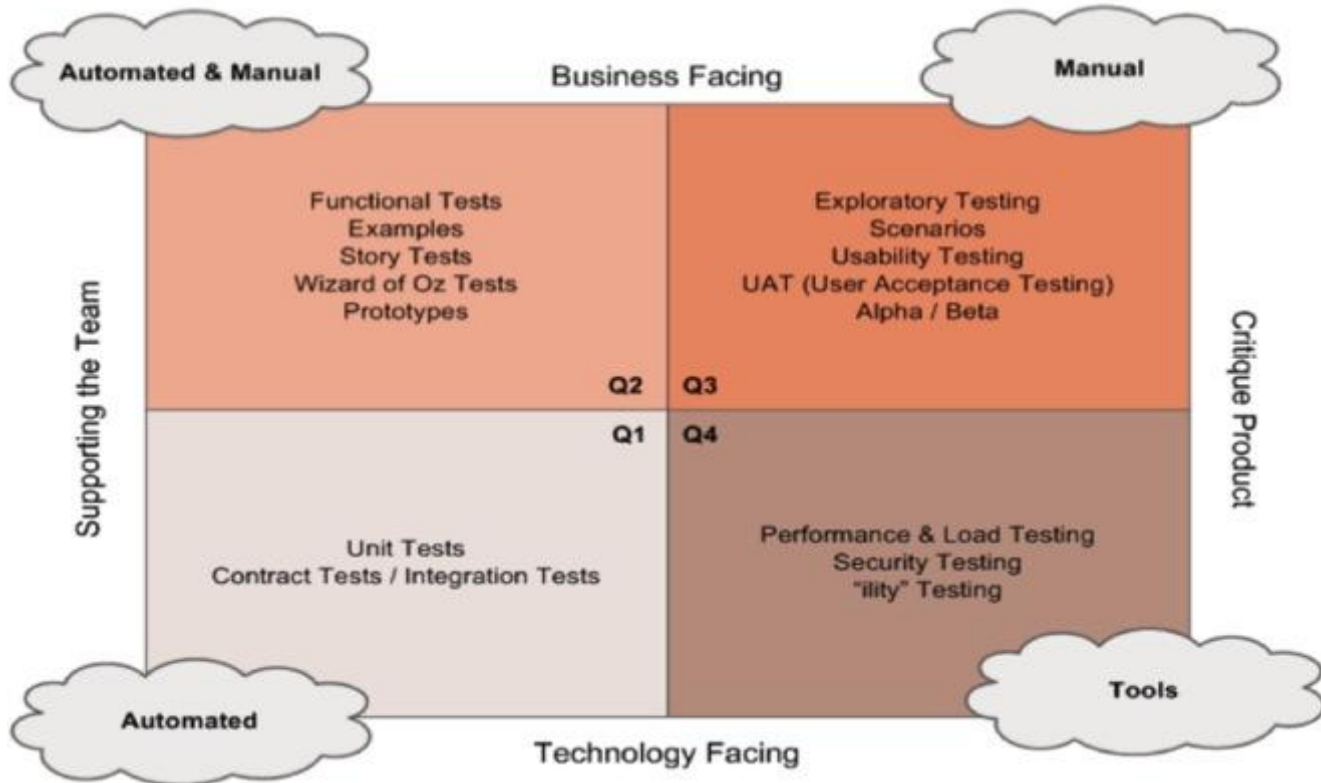 Automated & Manual
Business Facing
Manual
Functional Tests
Examples
Story Tests
Wizard of Oz Tests
Prototypes
Q2
Exploratory Testing
Scenarios
Usability Testing
UAT (User Acceptance Testing)
Alpha / Beta
Q3
Supporting the Team
Critique Product
Q1
Unit Tests
Contract Tests / Integration Tests
Q4
Performance & Load Testing
Security Testing
“ility” Testing
Automated
Technology Facing
Tools